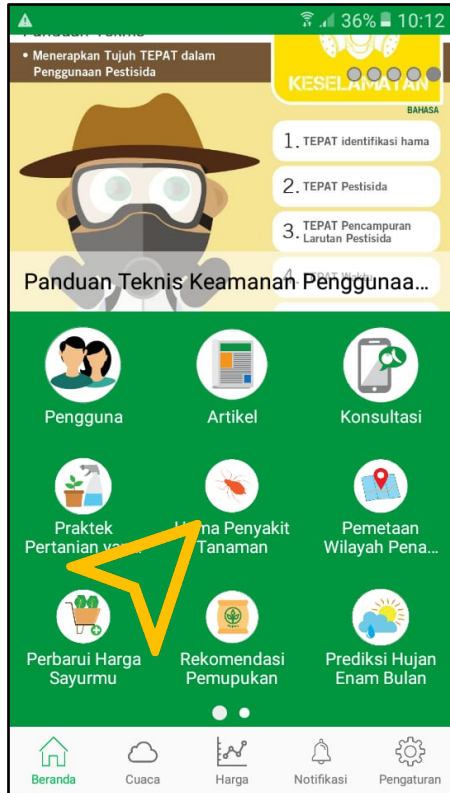 36% 10:12
• Menerapkan Tujuh TEPAT dalam
Penggunaan Pestisida
KESELAMATAN
BAHASA
1. TEPAT identifikasi hama
2. TEPAT Pestisida
3. TEPAT Pencampuran
Larutan Pestisida
Panduan Teknis Keamanan Penggunaa...
Pengguna
Artikel
Konsultasi
Praktek
Pertanian
Penyakit
Tanaman
Pemetaan
Wilayah Pena...
Perbarui Harga
Sayurmu
Rekomendasi
Pemupukan
Prediksi Hujan
Enam Bulan
Beranda
Cuaca
Harga
Notifikasi
Pengaturan